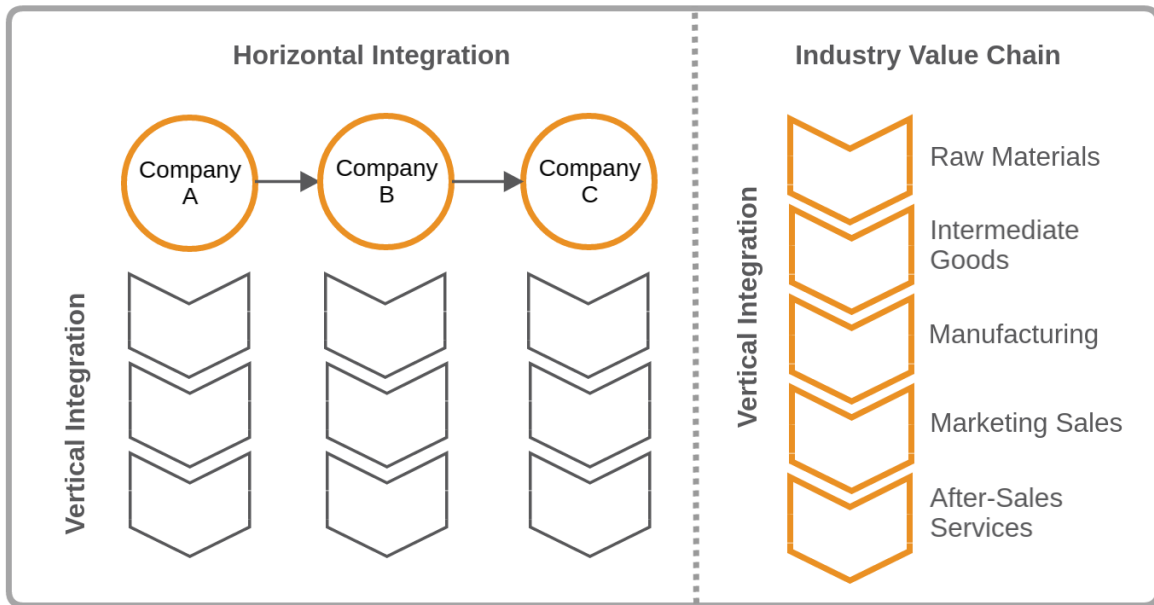 Horizontal Integration
Company
A
Company
B
Company
C
Vertical Integration
Industry Value Chain
Vertical Integration
Raw Materials
Intermediate
Goods
Manufacturing
Marketing Sales
After-Sales
Services